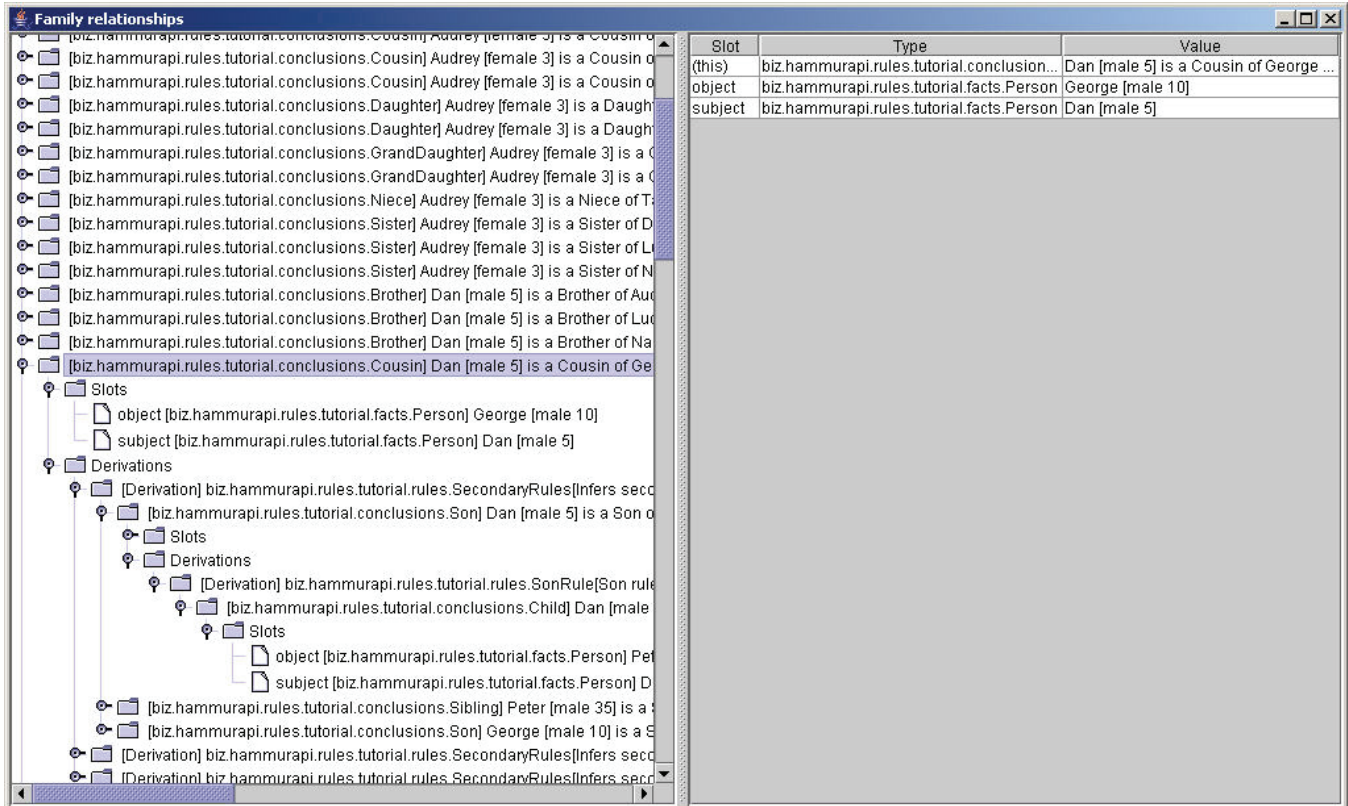 Family relationships
[biz.hammurapi.rules.tutorial.conclusions.Cousin] Audrey [female 3] is a Cousin o
[biz.hammurapi.rules.tutorial.conclusions.Cousin] Audrey [female 3] is a Cousin o
[biz.hammurapi.rules.tutorial.conclusions.Cousin] Audrey [female 3] is a Cousin o
[biz.hammurapi.rules.tutorial.conclusions.Daughter] Audrey [female 3] is a Daugh
[biz.hammurapi.rules.tutorial.conclusions.Daughter] Audrey [female 3] is a Daugh
[biz.hammurapi.rules.tutorial.conclusions.GrandDaughter] Audrey [female 3] is a
[biz.hammurapi.rules.tutorial.conclusions.GrandDaughter] Audrey [female 3] is a
[biz.hammurapi.rules.tutorial.conclusions.Niece] Audrey [female 3] is a Niece of Ta
[biz.hammurapi.rules.tutorial.conclusions.Sister] Audrey [female 3] is a Sister of D
[biz.hammurapi.rules.tutorial.conclusions.Sister] Audrey [female 3] is a Sister of Lu
[biz.hammurapi.rules.tutorial.conclusions.Sister] Audrey [female 3] is a Sister of N
[biz.hammurapi.rules.tutorial.conclusions.Brother] Dan [male 5] is a Brother of Aud
[biz.hammurapi.rules.tutorial.conclusions.Brother] Dan [male 5] is a Brother of Luc
[biz.hammurapi.rules.tutorial.conclusions.Brother] Dan [male 5] is a Brother of Na
[biz.hammurapi.rules.tutorial.conclusions.Cousin] Dan [male 5] is a Cousin of Ge
Slots
object [biz.hammurapi.rules.tutorial.facts.Person] George [male 10]
subject [biz.hammurapi.rules.tutorial.facts.Person] Dan [male 5]
Derivations
[Derivation] biz.hammurapi.rules.tutorial.rules.SecondaryRules[Infers seco
[biz.hammurapi.rules.tutorial.conclusions.Son] Dan [male 5] is a Son o
Slots
Derivations
[Derivation] biz.hammurapi.rules.tutorial.rules.SonRule[Son rule
[biz.hammurapi.rules.tutorial.conclusions.Child] Dan [male
Slots
object [biz.hammurapi.rules.tutorial.facts.Person] Pet
subject [biz.hammurapi.rules.tutorial.facts.Person] D
[biz.hammurapi.rules.tutorial.conclusions.Sibling] Peter [male 35] is a
[biz.hammurapi.rules.tutorial.conclusions.Son] George [male 10] is a S
[Derivation] biz.hammurapi.rules.tutorial.rules.SecondaryRules[Infers seco
[Derivation] biz.hammurapi.rules.tutorial.rules.SecondaryRules[Infers seco
Slot Type Value
(this) biz.hammurapi.rules.tutorial.conclusion... Dan [male 5] is a Cousin of George ...
object biz.hammurapi.rules.tutorial.facts.Person George [male 10]
subject biz.hammurapi.rules.tutorial.facts.Person Dan [male 5]